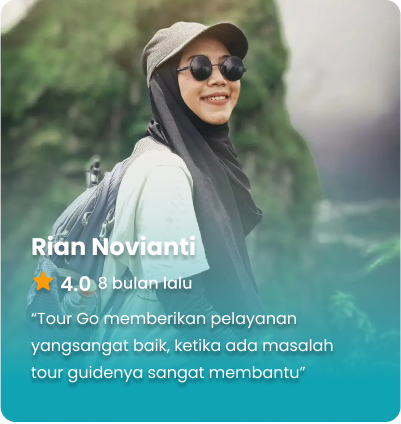 Rian Novianti
4.0 8 bulan lalu
“Tour Go memberikan pelayanan
yangsangat baik, ketika ada masalah
tour guidenya sangat membantu”